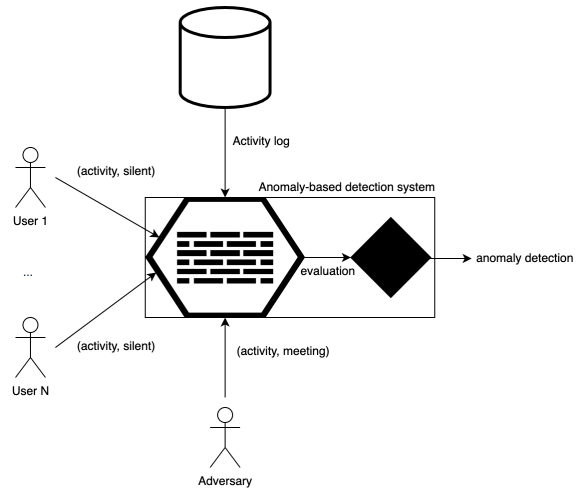 Activity log
(activity, silent)
Anomaly-based detection system
User 1
evaluation
anomaly detection
...
(activity, silent)
(activity, meeting)
User N
Adversary